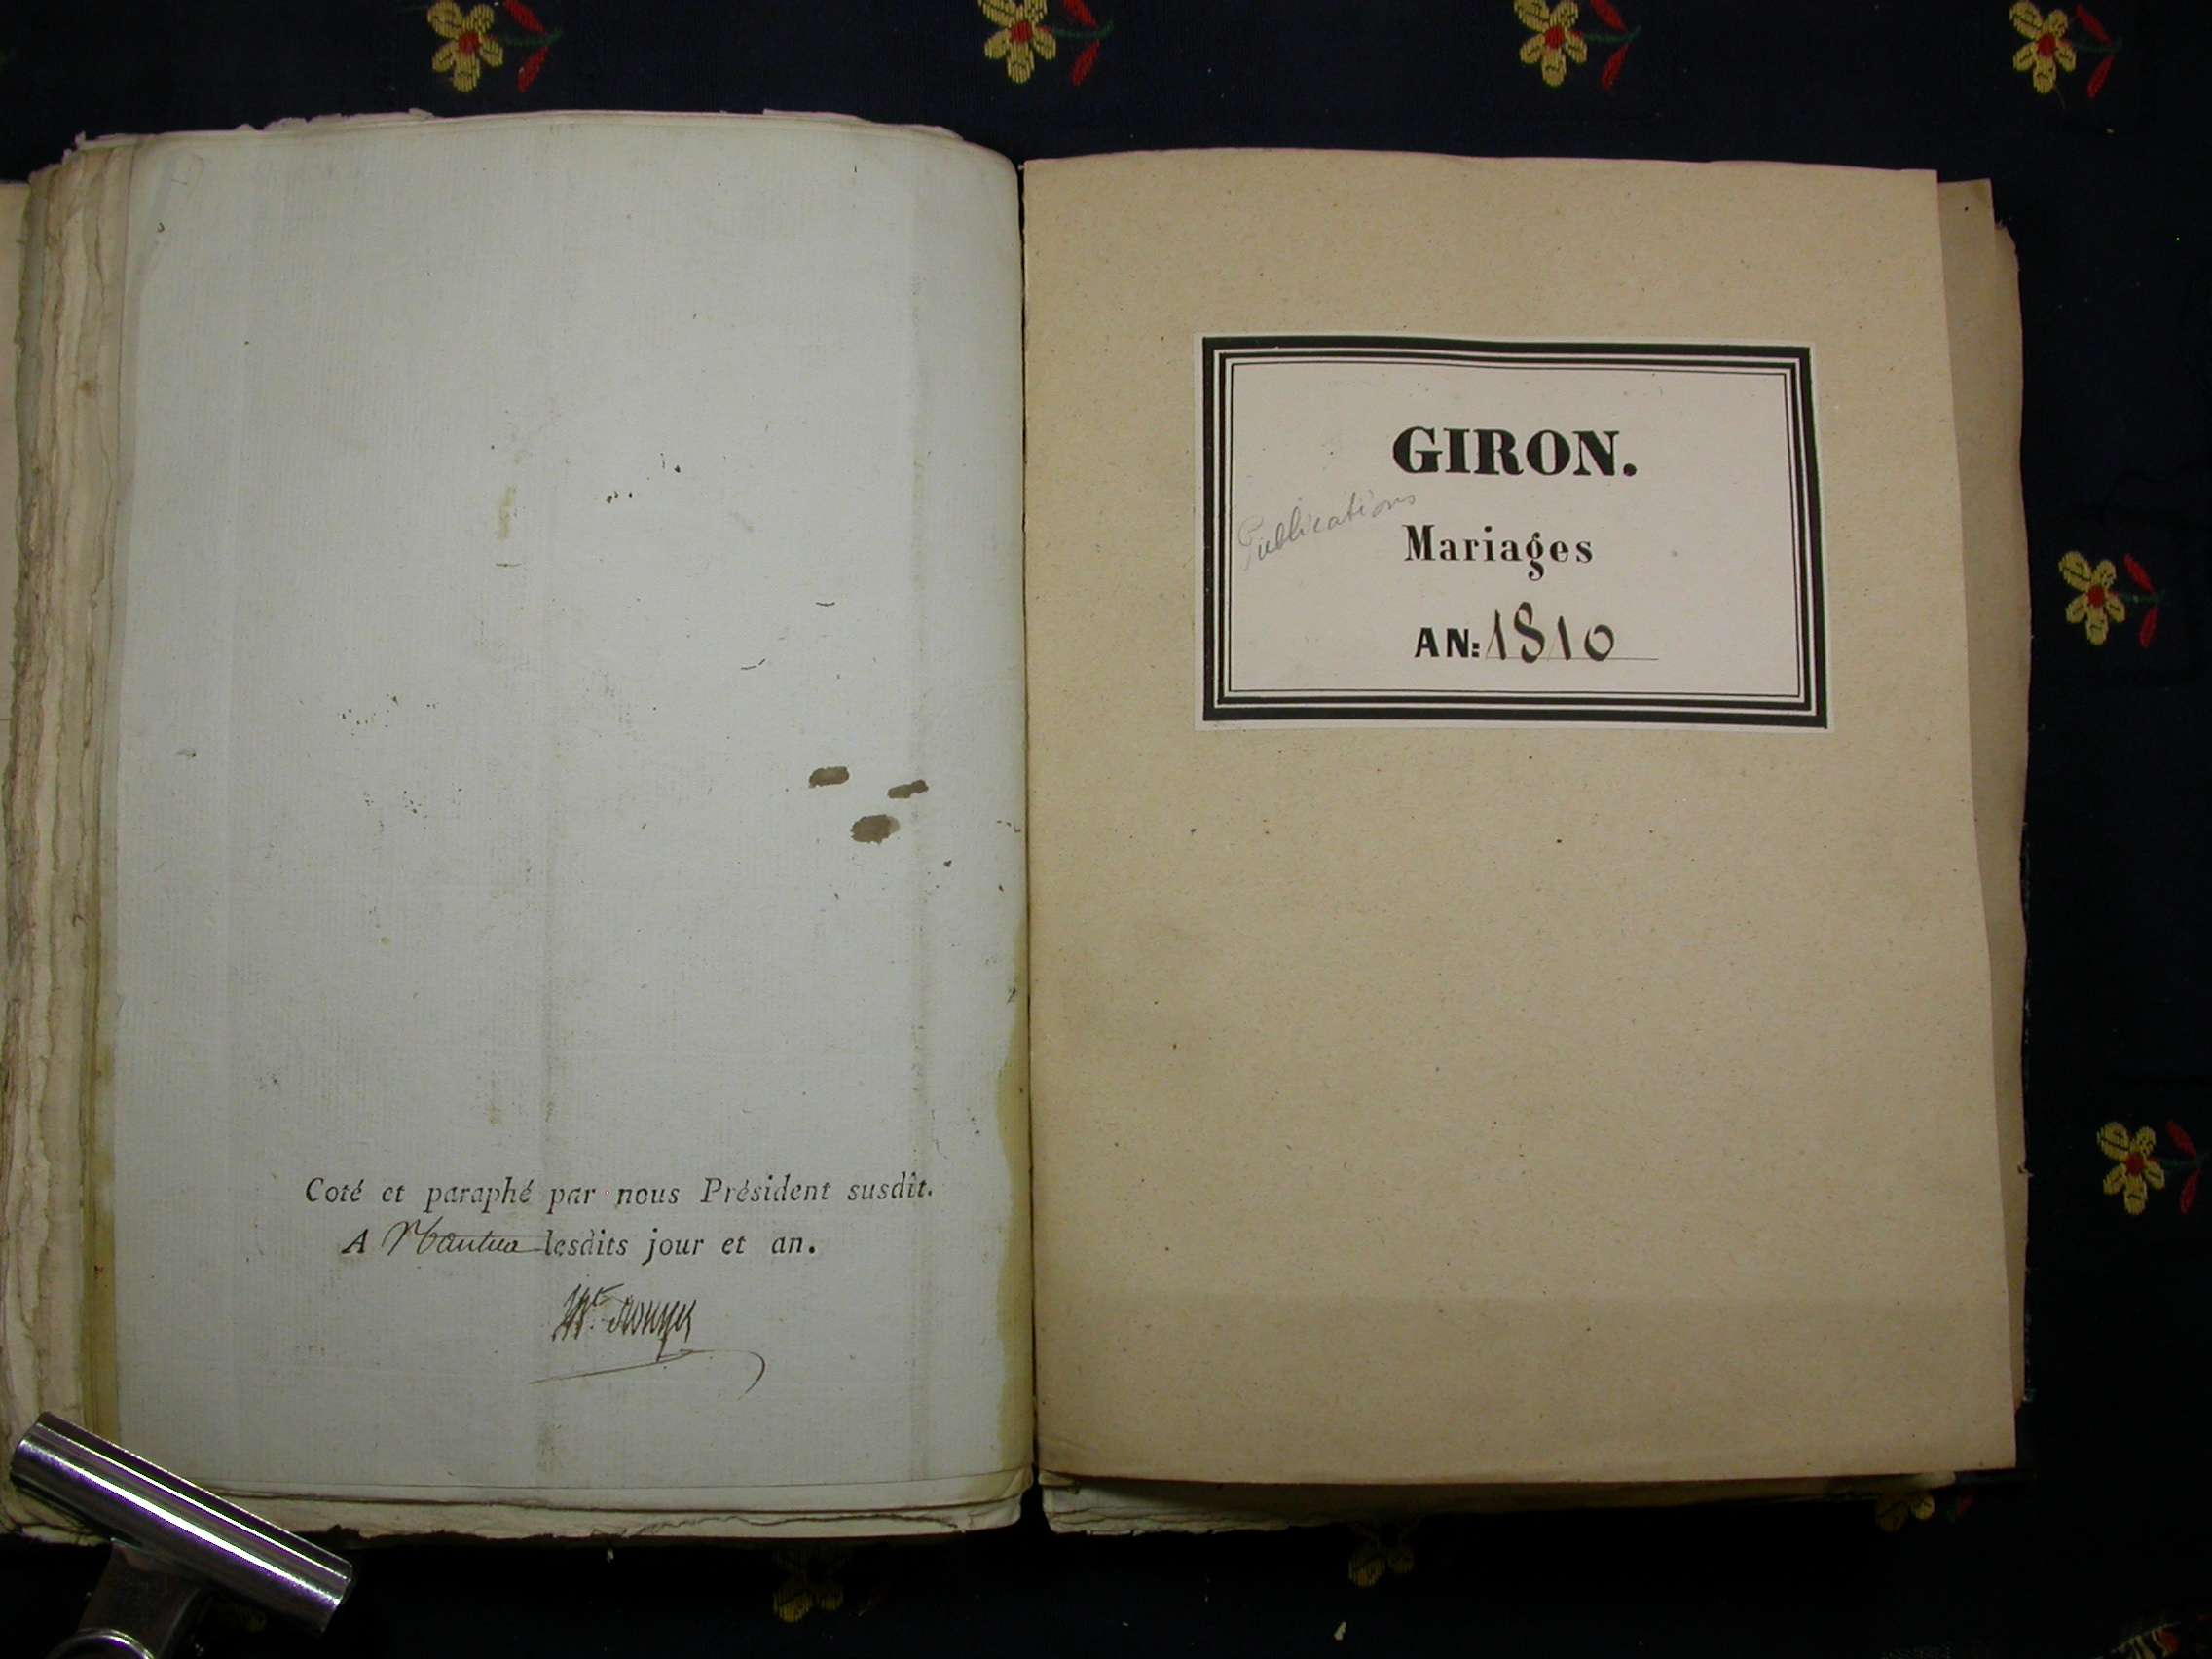 Coté et paraphé par nous Président susdit.
A Nantua lesdits jour et an.
GIRON.
Publications
Mariages
AN: 1810